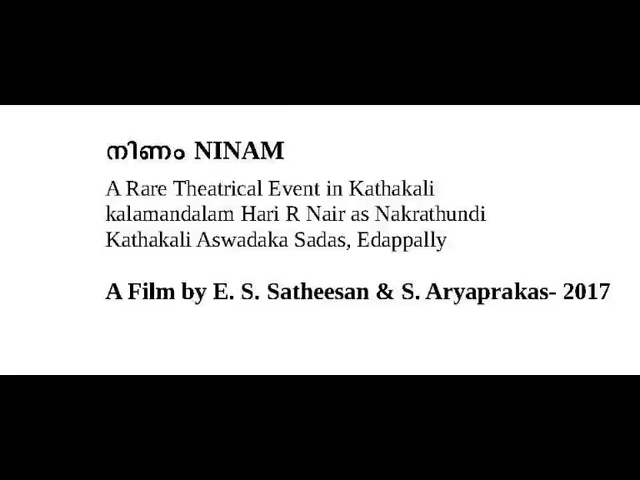 നിണം NINAM
A Rare Theatrical Event in Kathakali
kalamandalam Hari R Nair as Nakrathundi
Kathakali Aswadaka Sadas, Edappally
A Film by E. S. Satheesan & S. Aryaprakas- 2017